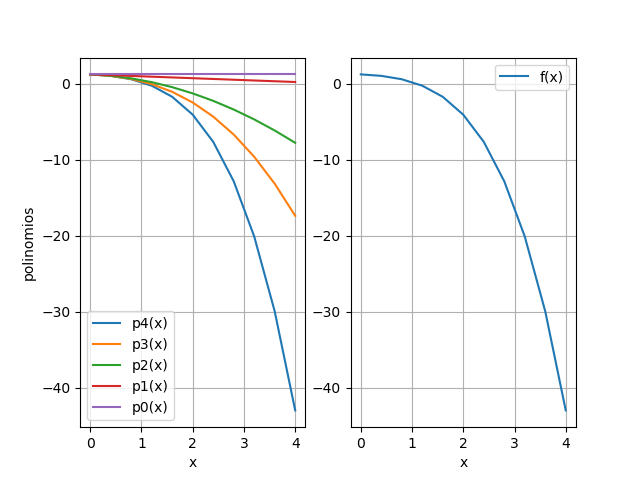 polinomios
0
−10
−20
−30
−40
p4(x)
p3(x)
p2(x)
p1(x)
p0(x)
0 1 2 3 4
x
f(x)
0
−10
−20
−30
−40
0 1 2 3 4
x